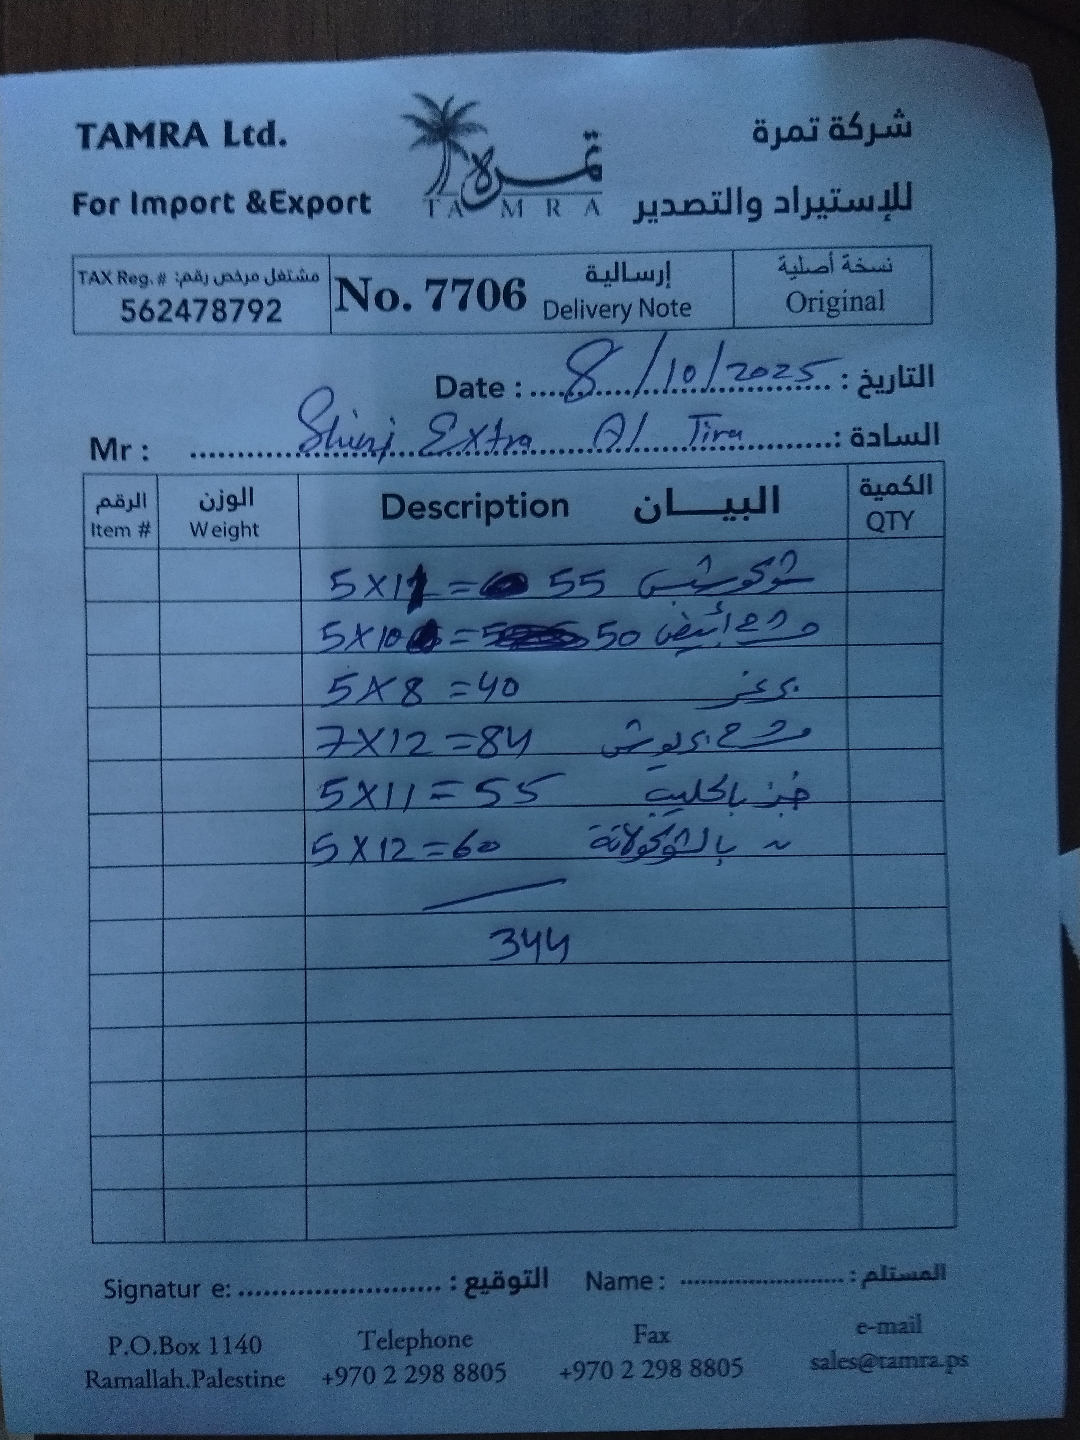 TAMRA Ltd. شركة تمرة
تمرة
For Import &Export TAMRA للإستيراد والتصدير
TAX Reg. # مشتغل مرخص رقم: إرسالية نسخة أصلية
562478792 No. 7706 Delivery Note Original
Date : 8/10/2025 التاريخ :
Mr : Extra Al Tira السادة :
الرقم الوزن Description البيان الكمية
Item # Weight QTY
5x11 = 55
5x10 = 50 أبيض
5x8 = 40
7x12 = 84
5x11 = 55 خبز
5x12 = 60 ~ بالشوكولاتة
344
Signatur e: التوقيع : Name : المستلم :
P.O.Box 1140 Telephone Fax e-mail
Ramallah.Palestine +970 2 298 8805 +970 2 298 8805 sales@tamra.ps